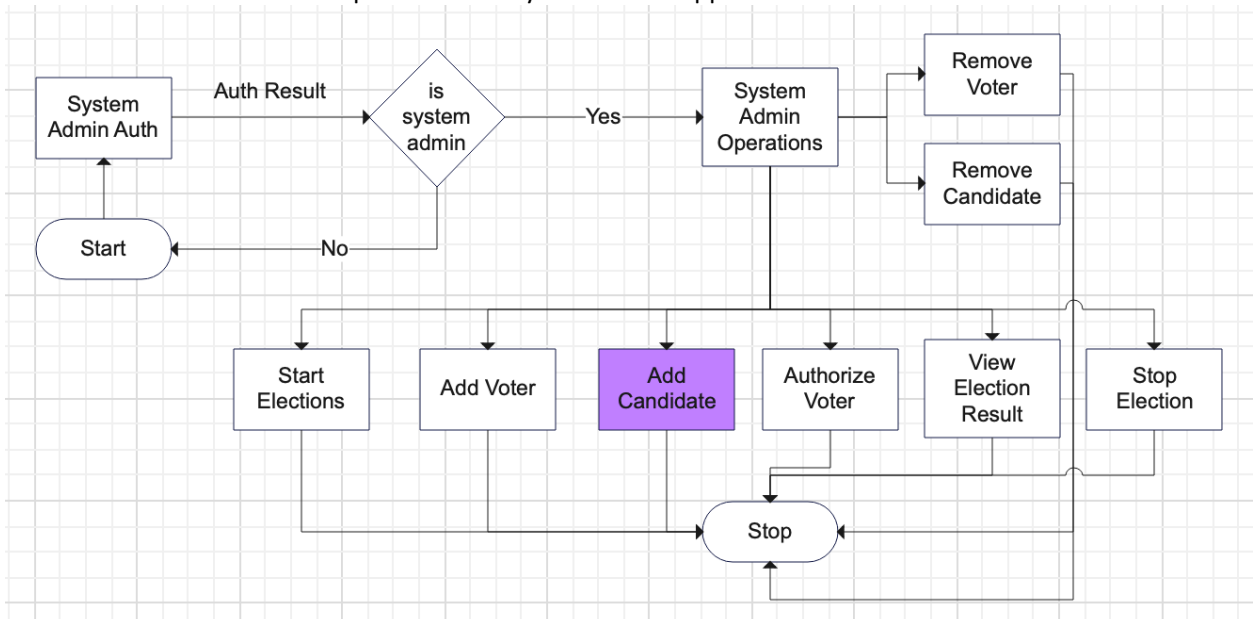 System
Admin Auth
Auth Result
is
system
admin
Yes
System
Admin
Operations
Remove
Voter
Remove
Candidate
Start
No
Start
Elections
Add Voter
Add
Candidate
Authorize
Voter
View
Election
Result
Stop
Election
Stop